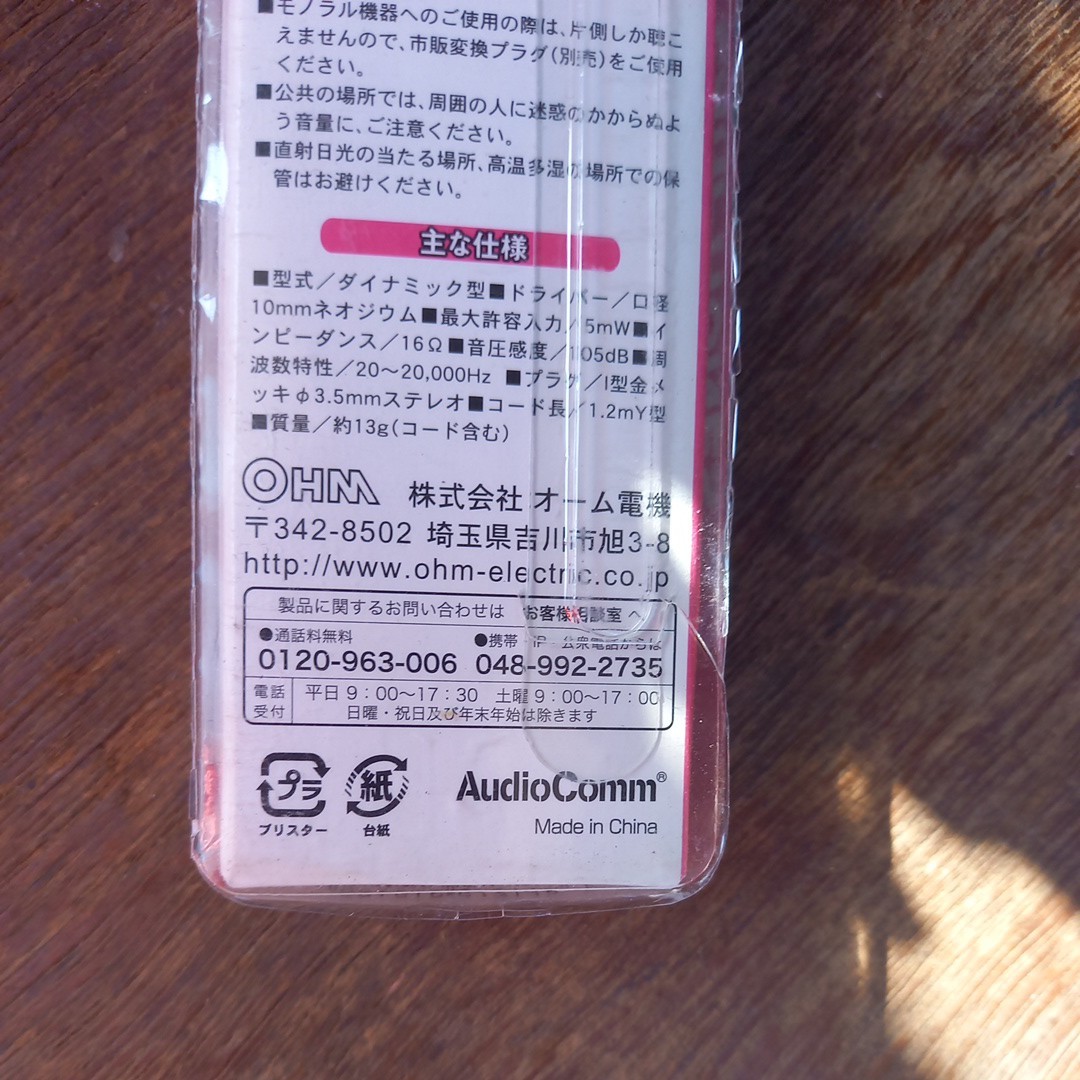 ■モノラル機器へのご使用の際は、片側しか聴こ
えませんので、市販変換プラグ(別売)をご使用
ください。
■公共の場所では、周囲の人に迷惑のかからぬよ
う音量に、ご注意ください。
■直射日光の当たる場所、高温多湿の場所での保
管はお避けください。
主な仕様
■型式／ダイナミック型■ドライバー／口径
10mmネオジウム■最大許容入力／5mW■イ
ンピーダンス／16Ω■音圧感度／105dB■周
波数特性／20〜20,000Hz ■プラグ／I型金メ
ッキφ3.5mmステレオ■コード長／1.2mY型
■質量／約13g(コード含む)
OHM 株式会社 オーム電機
〒342-8502 埼玉県吉川市旭3-8
http://www.ohm-electric.co.jp
製品に関するお問い合わせは お客様相談室 へ
●通話料無料 ●携帯・IP・公衆電話からは
0120-963-006 048-992-2735
電話受付 平日 9：00〜17：30 土曜 9：00〜17：00
日曜・祝日及び年末年始は除きます
プラ 紙 AudioComm®
ブリスター 台紙 Made in China